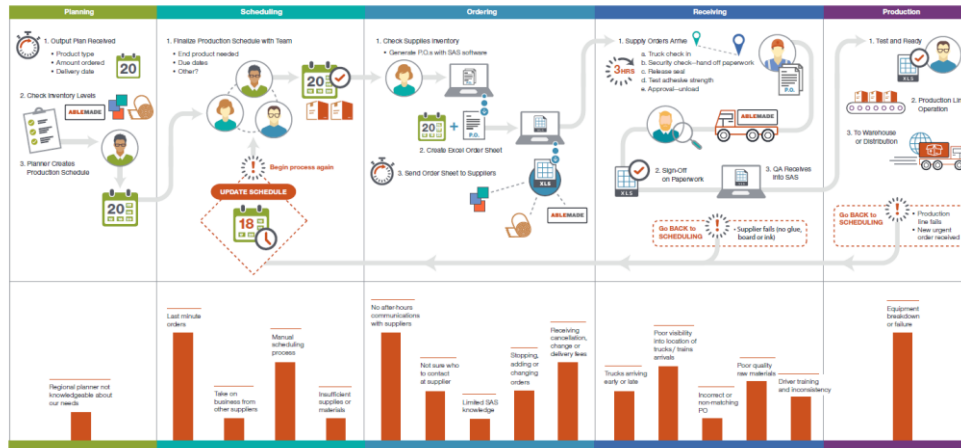 Planning
Scheduling
Ordering
Receiving
Production
1. Output Plan Received
• Product type
• Amount ordered
• Delivery date
20
2. Check Inventory Levels
ABLEMADE
3. Planner Creates
Production Schedule
20
1. Finalize Production Schedule with Team
• End product needed
• Due dates
• Other?
20
Begin process again
UPDATE SCHEDULE
18
1. Check Supplies Inventory
• Generate P.O.s with SAS software
20
+
P.O.
2. Create Excel Order Sheet
3. Send Order Sheet to Suppliers
XLS
ABLEMADE
1. Supply Orders Arrive
3 HRS
a. Truck check in
b. Security check—hand off paperwork
c. Release seal
d. Test adhesive strength
e. Approval—unload
P.O.
ABLEMADE
XLS
2. Sign-Off
on Paperwork
3. QA Receives
into SAS
Go BACK to
SCHEDULING
• Supplier fails (no glue,
board or ink)
1. Test and Ready
XLS
2. Production Lin
Operation
3. To Warehouse
or Distribution
Go BACK to
SCHEDULING
• Production
line fails
• New urgent
order received
Regional planner not
knowledgeable about
our needs
Last minute
orders
Take on
business from
other suppliers
Manual
scheduling
process
Insufficient
supplies or
materials
No after-hours
communications
with suppliers
Not sure who
to contact
at supplier
Limited SAS
knowledge
Stopping,
adding or
changing
orders
Receiving
cancellation,
change or
delivery fees
Trucks arriving
early or late
Poor visibility
into location of
trucks / trains
arrivals
Incorrect or
non-matching
PO
Poor quality
raw materials
Driver training
and inconsistency
Equipment
breakdown
or failure